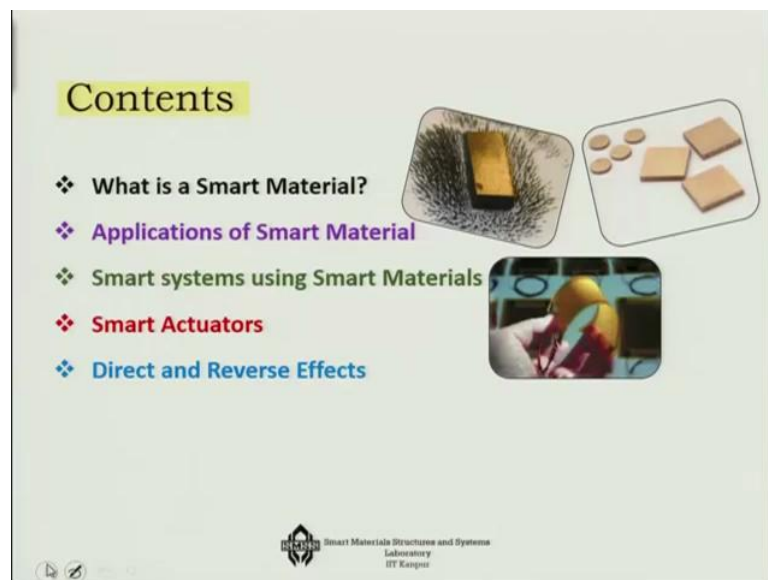 Contents
What is a Smart Material?
Applications of Smart Material
Smart systems using Smart Materials
Smart Actuators
Direct and Reverse Effects
Smart Materials Structures and Systems
Laboratory
IIT Kanpur